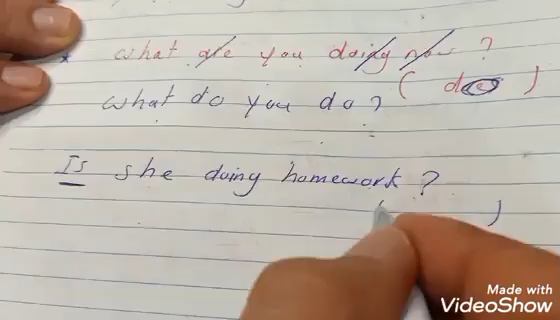 * What are you doing now ?
( do )
What do you do ?
Is she doing homework ?
( )
Made with
VideoShow